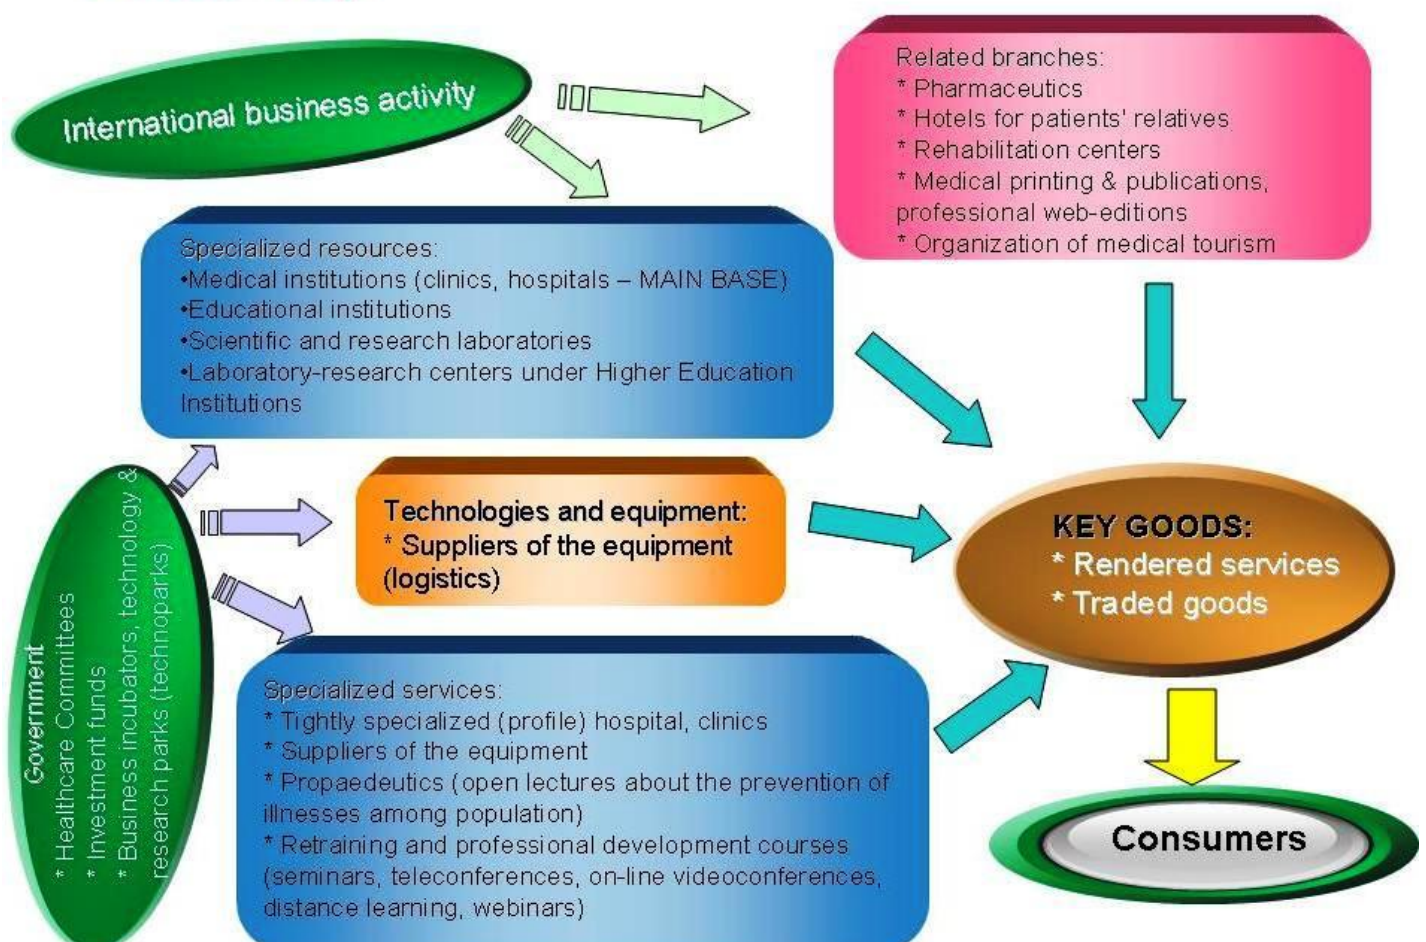 International business activity
Related branches:
* Pharmaceutics
* Hotels for patients' relatives
* Rehabilitation centers
* Medical printing & publications,
professional web-editions
* Organization of medical tourism
Specialized resources:
•Medical institutions (clinics, hospitals – MAIN BASE)
•Educational institutions
•Scientific and research laboratories
•Laboratory-research centers under Higher Education
Institutions
Government
* Healthcare Committees
* Investment funds
* Business incubators, technology &
research parks (technoparks)
Technologies and equipment:
* Suppliers of the equipment
(logistics)
KEY GOODS:
* Rendered services
* Traded goods
Specialized services:
* Tightly specialized (profile) hospital, clinics
* Suppliers of the equipment
* Propaedeutics (open lectures about the prevention of
illnesses among population)
* Retraining and professional development courses
(seminars, teleconferences, on-line videoconferences,
distance learning, webinars)
Consumers